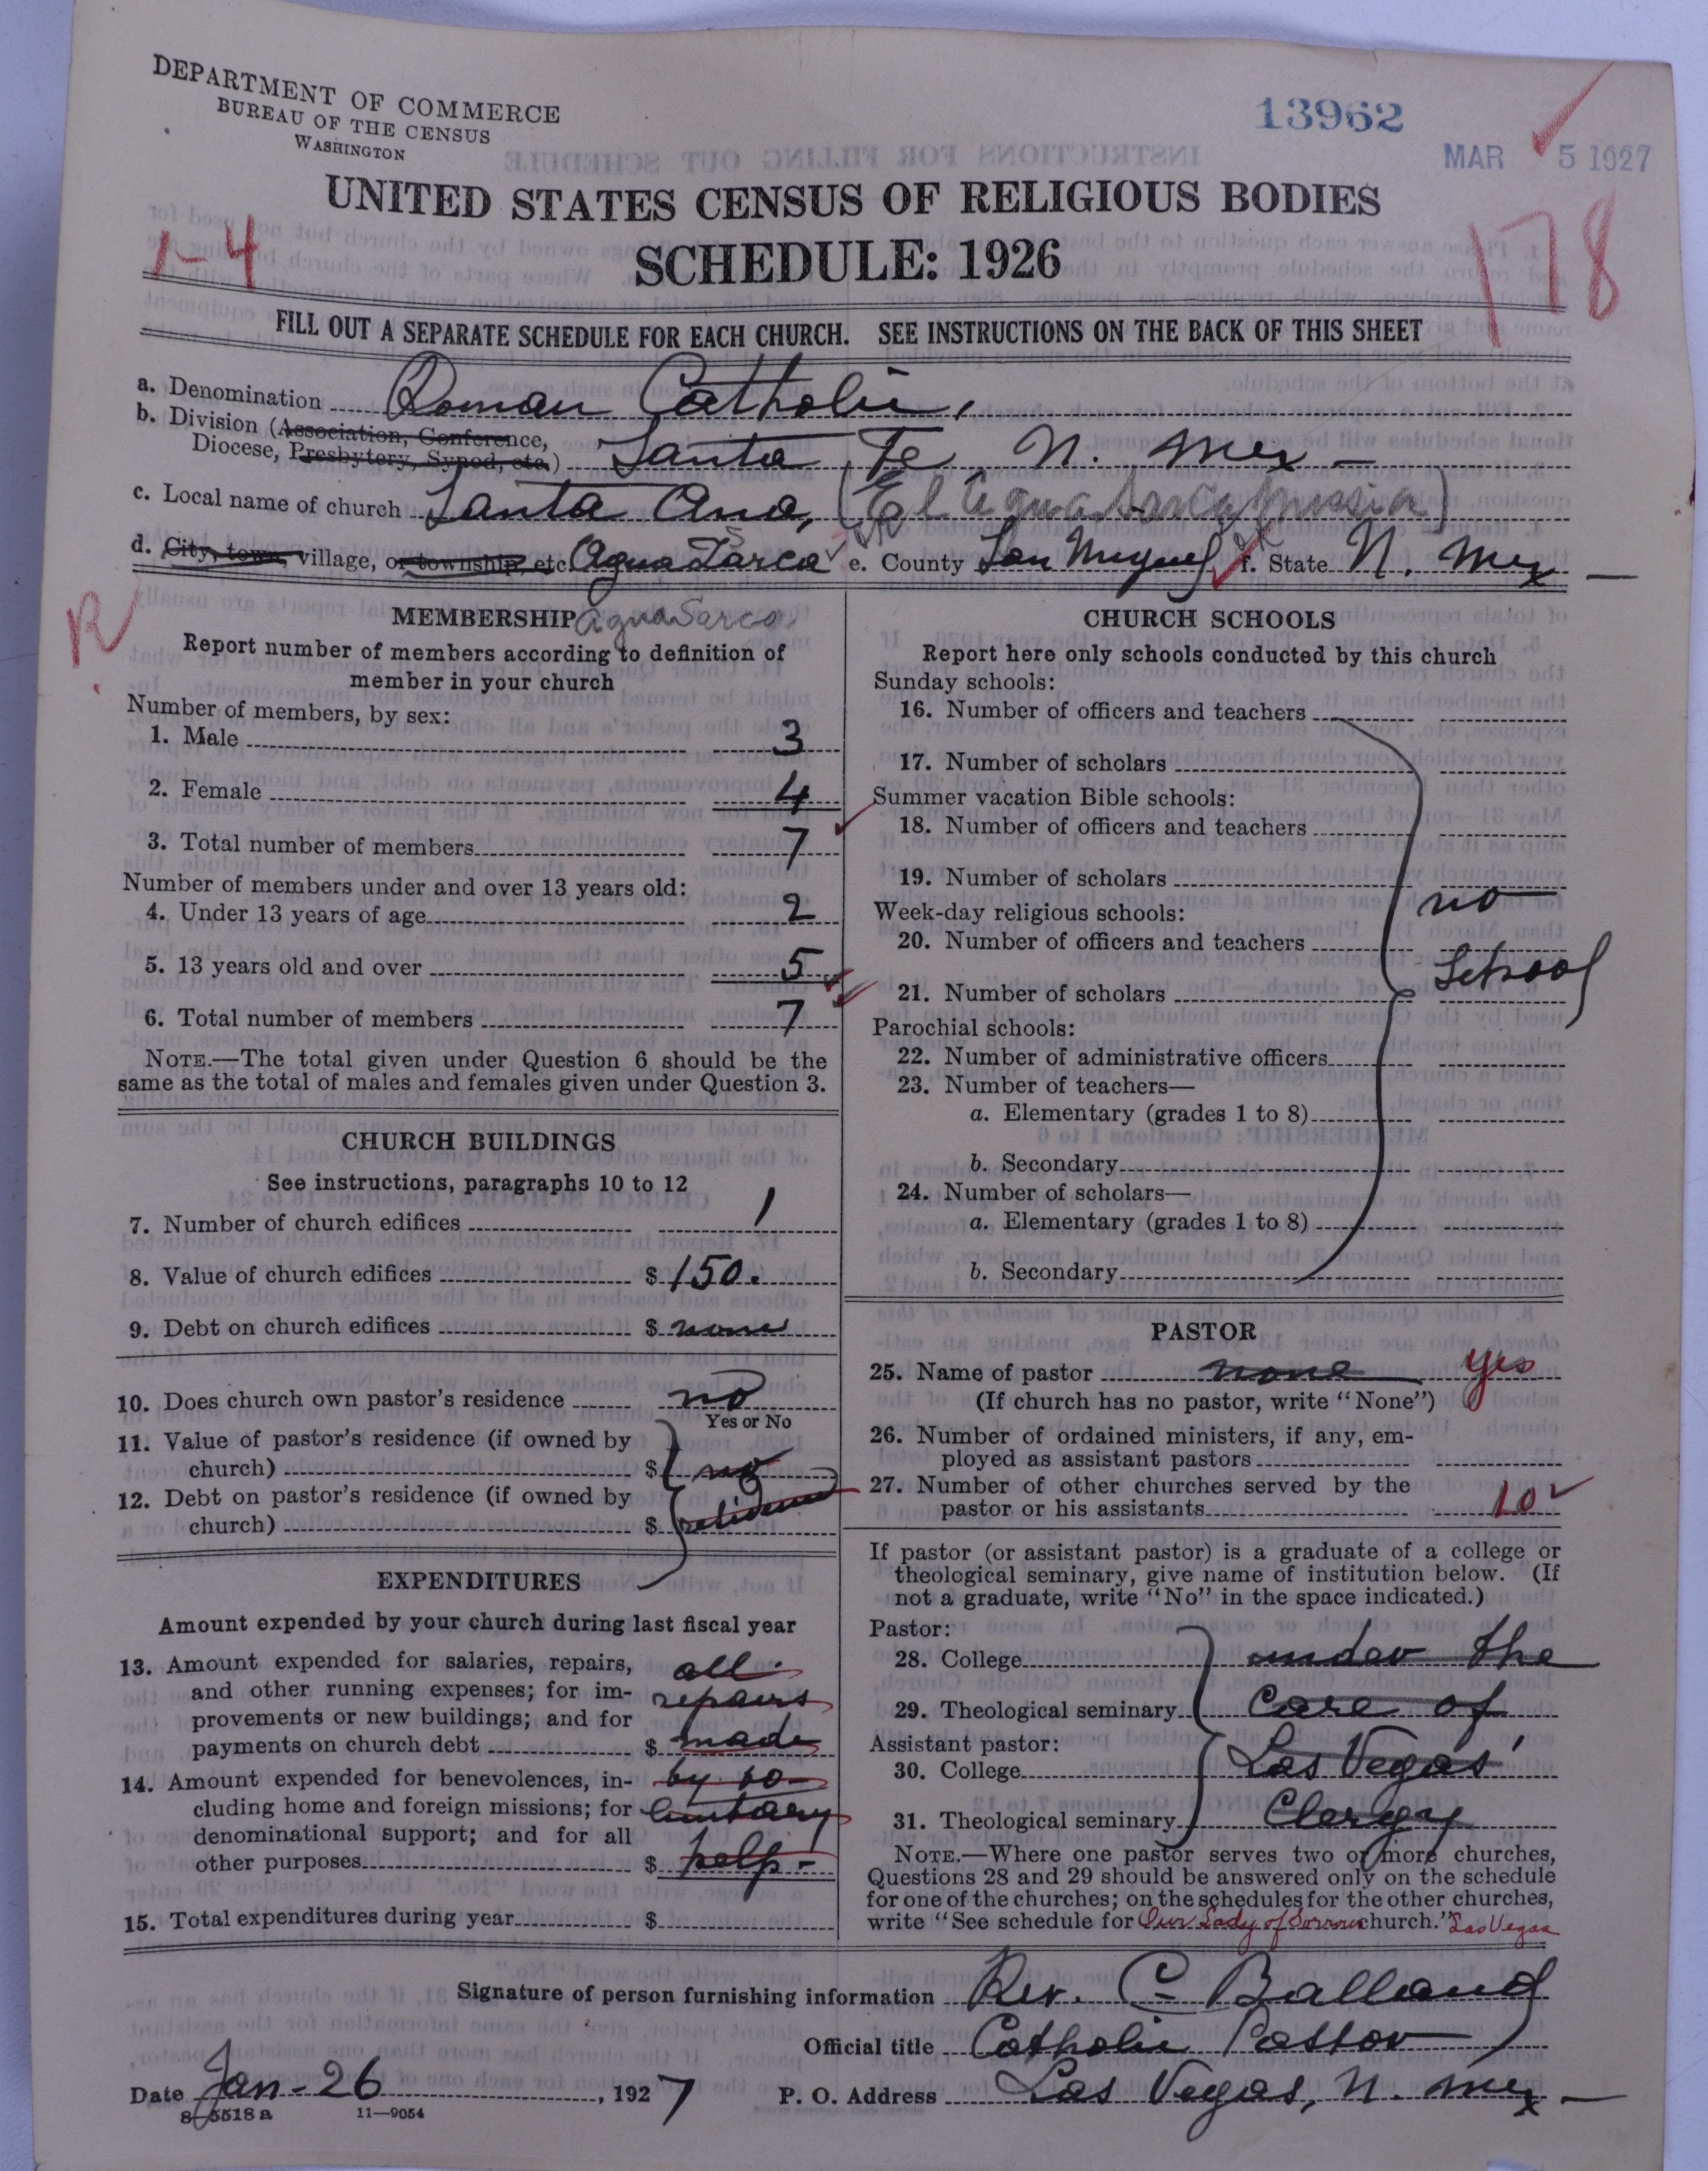 DEPARTMENT OF COMMERCE
BUREAU OF THE CENSUS
WASHINGTON
13962
MAR 5 1927
UNITED STATES CENSUS OF RELIGIOUS BODIES
1-4
SCHEDULE: 1926
178
FILL OUT A SEPARATE SCHEDULE FOR EACH CHURCH. SEE INSTRUCTIONS ON THE BACK OF THIS SHEET
a. Denomination Roman Catholic,
b. Division (Association, Conference,
Diocese, Presbytery, Synod, etc.) Santa Fe, N. Mex -
c. Local name of church Santa Ana, (El Agua Sarca Mission)
d. City, town, village, or township, etc. Agua Zarca e. County San Miguel f. State N. Mex -
R
MEMBERSHIP Agua Sarca
Report number of members according to definition of
member in your church
Number of members, by sex:
1. Male 3
2. Female 4
3. Total number of members 7
Number of members under and over 13 years old:
4. Under 13 years of age 2
5. 13 years old and over 5
6. Total number of members 7
NOTE.—The total given under Question 6 should be the
same as the total of males and females given under Question 3.
CHURCH BUILDINGS
See instructions, paragraphs 10 to 12
7. Number of church edifices 1
8. Value of church edifices $ 150.
9. Debt on church edifices $ none
10. Does church own pastor's residence no
Yes or No
11. Value of pastor's residence (if owned by
church) $ no
12. Debt on pastor's residence (if owned by
church) $ residence
EXPENDITURES
Amount expended by your church during last fiscal year
13. Amount expended for salaries, repairs, all
and other running expenses; for im- repairs
provements or new buildings; and for
payments on church debt $ made
14. Amount expended for benevolences, in- by vo-
cluding home and foreign missions; for luntary
denominational support; and for all
other purposes $ help -
15. Total expenditures during year $
CHURCH SCHOOLS
Report here only schools conducted by this church
Sunday schools:
16. Number of officers and teachers
17. Number of scholars
Summer vacation Bible schools:
18. Number of officers and teachers
19. Number of scholars
no
Week-day religious schools:
20. Number of officers and teachers
School
21. Number of scholars
Parochial schools:
22. Number of administrative officers
23. Number of teachers—
a. Elementary (grades 1 to 8)
b. Secondary
24. Number of scholars—
a. Elementary (grades 1 to 8)
b. Secondary
PASTOR
25. Name of pastor none yes
(If church has no pastor, write "None")
26. Number of ordained ministers, if any, em-
ployed as assistant pastors
27. Number of other churches served by the
pastor or his assistants 10
If pastor (or assistant pastor) is a graduate of a college or
theological seminary, give name of institution below. (If
not a graduate, write "No" in the space indicated.)
Pastor:
28. College under the
29. Theological seminary Care of
Assistant pastor:
30. College Las Vegas'
31. Theological seminary Clergy
NOTE.—Where one pastor serves two or more churches,
Questions 28 and 29 should be answered only on the schedule
for one of the churches; on the schedules for the other churches,
write "See schedule for Our Lady of Sorrow church." Las Vegas
Signature of person furnishing information Rev. C. Balland
Official title Catholic Pastor
Date Jan-26, 1927 P. O. Address Las Vegas, N. Mex -
8-5518 a 11—9054